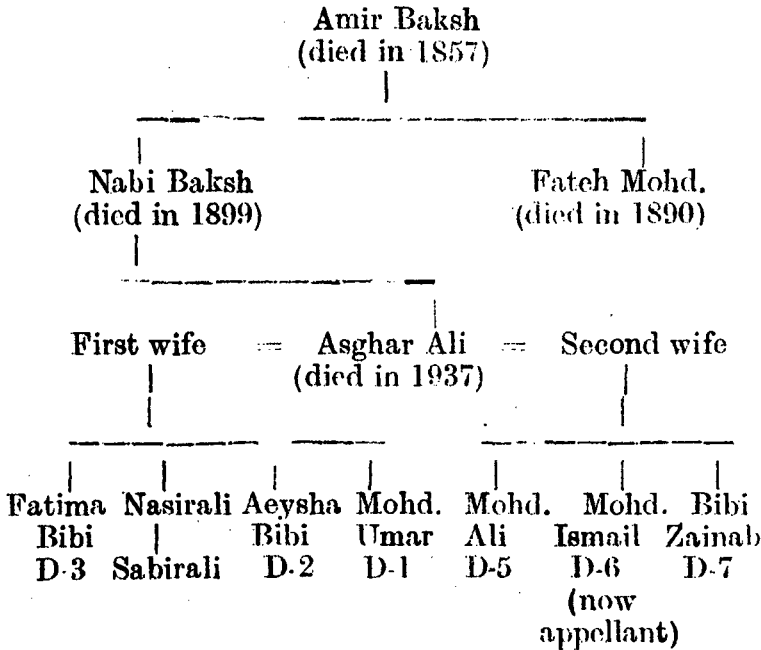 Amir Baksh
(died in 1857)
Nabi Baksh Fateh Mohd.
(died in 1899) (died in 1890)
First wife = Asghar Ali = Second wife
(died in 1937)
Fatima Nasirali Aeysha Mohd. Mohd. Mohd. Bibi
Bibi Bibi Umar Ali Ismail Zainab
D-3 Sabirali D-2 D-1 D-5 D-6 D-7
(now
appellant)